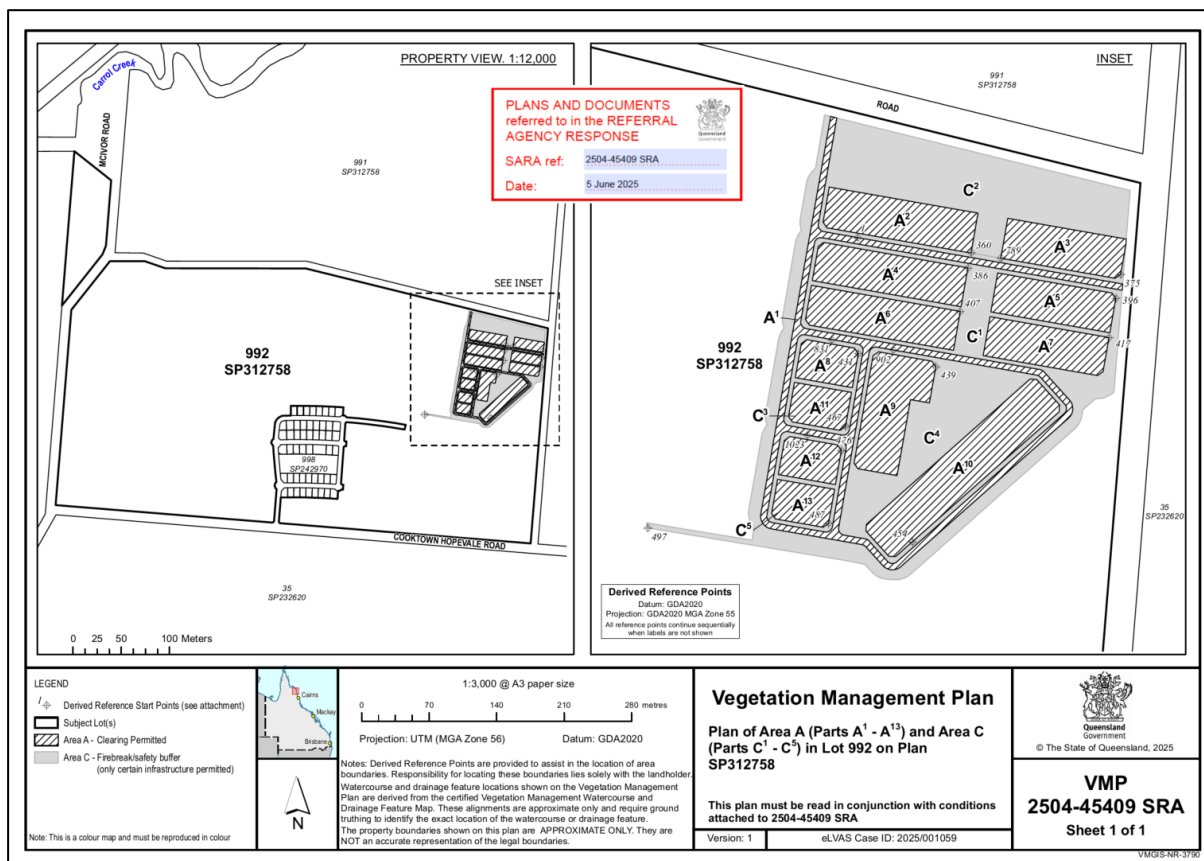 PROPERTY VIEW. 1:12,000
Carrol Creek
MCIVOR ROAD
991
SP312758
SEE INSET
992
SP312758
998
SP242970
COOKTOWN HOPEVALE ROAD
35
SP232620
0 25 50 100 Meters
PLANS AND DOCUMENTS
referred to in the REFERRAL
AGENCY RESPONSE
Queensland
Government
SARA ref: 2504-45409 SRA
Date: 5 June 2025
INSET
991
SP312758
ROAD
C2
A2
1
360
789
A3
375
A4
386
A5
396
407
A6
A1
C1
A7
417
992
SP312758
831
431
902
A8
439
A11
A9
C3
467
C4
1023
476
A12
A10
A13
487
C5
454
497
35
SP232620
Derived Reference Points
Datum: GDA2020
Projection: GDA2020 MGA Zone 55
All reference points continue sequentially
when labels are not shown
LEGEND
1 Derived Reference Start Points (see attachment)
Subject Lot(s)
Area A - Clearing Permitted
Area C - Firebreak/safety buffer
(only certain infrastructure permitted)
Note: This is a colour map and must be reproduced in colour
Cairns
Mackay
Brisbane
N
1:3,000 @ A3 paper size
0 70 140 210 280 metres
Projection: UTM (MGA Zone 56) Datum: GDA2020
Notes: Derived Reference Points are provided to assist in the location of area
boundaries. Responsibility for locating these boundaries lies solely with the landholder.
Watercourse and drainage feature locations shown on the Vegetation Management
Plan are derived from the certified Vegetation Management Watercourse and
Drainage Feature Map. These alignments are approximate only and require ground
truthing to identify the exact location of the watercourse or drainage feature.
The property boundaries shown on this plan are APPROXIMATE ONLY. They are
NOT an accurate representation of the legal boundaries.
Vegetation Management Plan
Plan of Area A (Parts A1 - A13) and Area C
(Parts C1 - C5) in Lot 992 on Plan
SP312758
This plan must be read in conjunction with conditions
attached to 2504-45409 SRA
Version: 1 eLVAS Case ID: 2025/001059
Queensland
Government
© The State of Queensland, 2025
VMP
2504-45409 SRA
Sheet 1 of 1
VMGIS-NR-3790